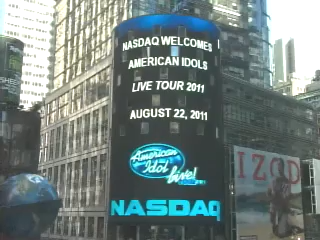 NASDAQ WELCOMES
AMERICAN IDOLS
LIVE TOUR 2011
AUGUST 22, 2011
American
Idol
Live!
NASDAQ
IZOD